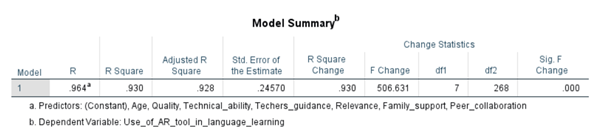 Model Summaryb
Change Statistics
Model R R Square Adjusted R Square Std. Error of the Estimate R Square Change F Change df1 df2 Sig. F Change
1 .964a .930 .928 .24570 .930 506.631 7 268 .000
a. Predictors: (Constant), Age, Quality, Technical_ability, Techers_guidance, Relevance, Family_support, Peer_collaboration
b. Dependent Variable: Use_of_AR_tool_in_language_learning